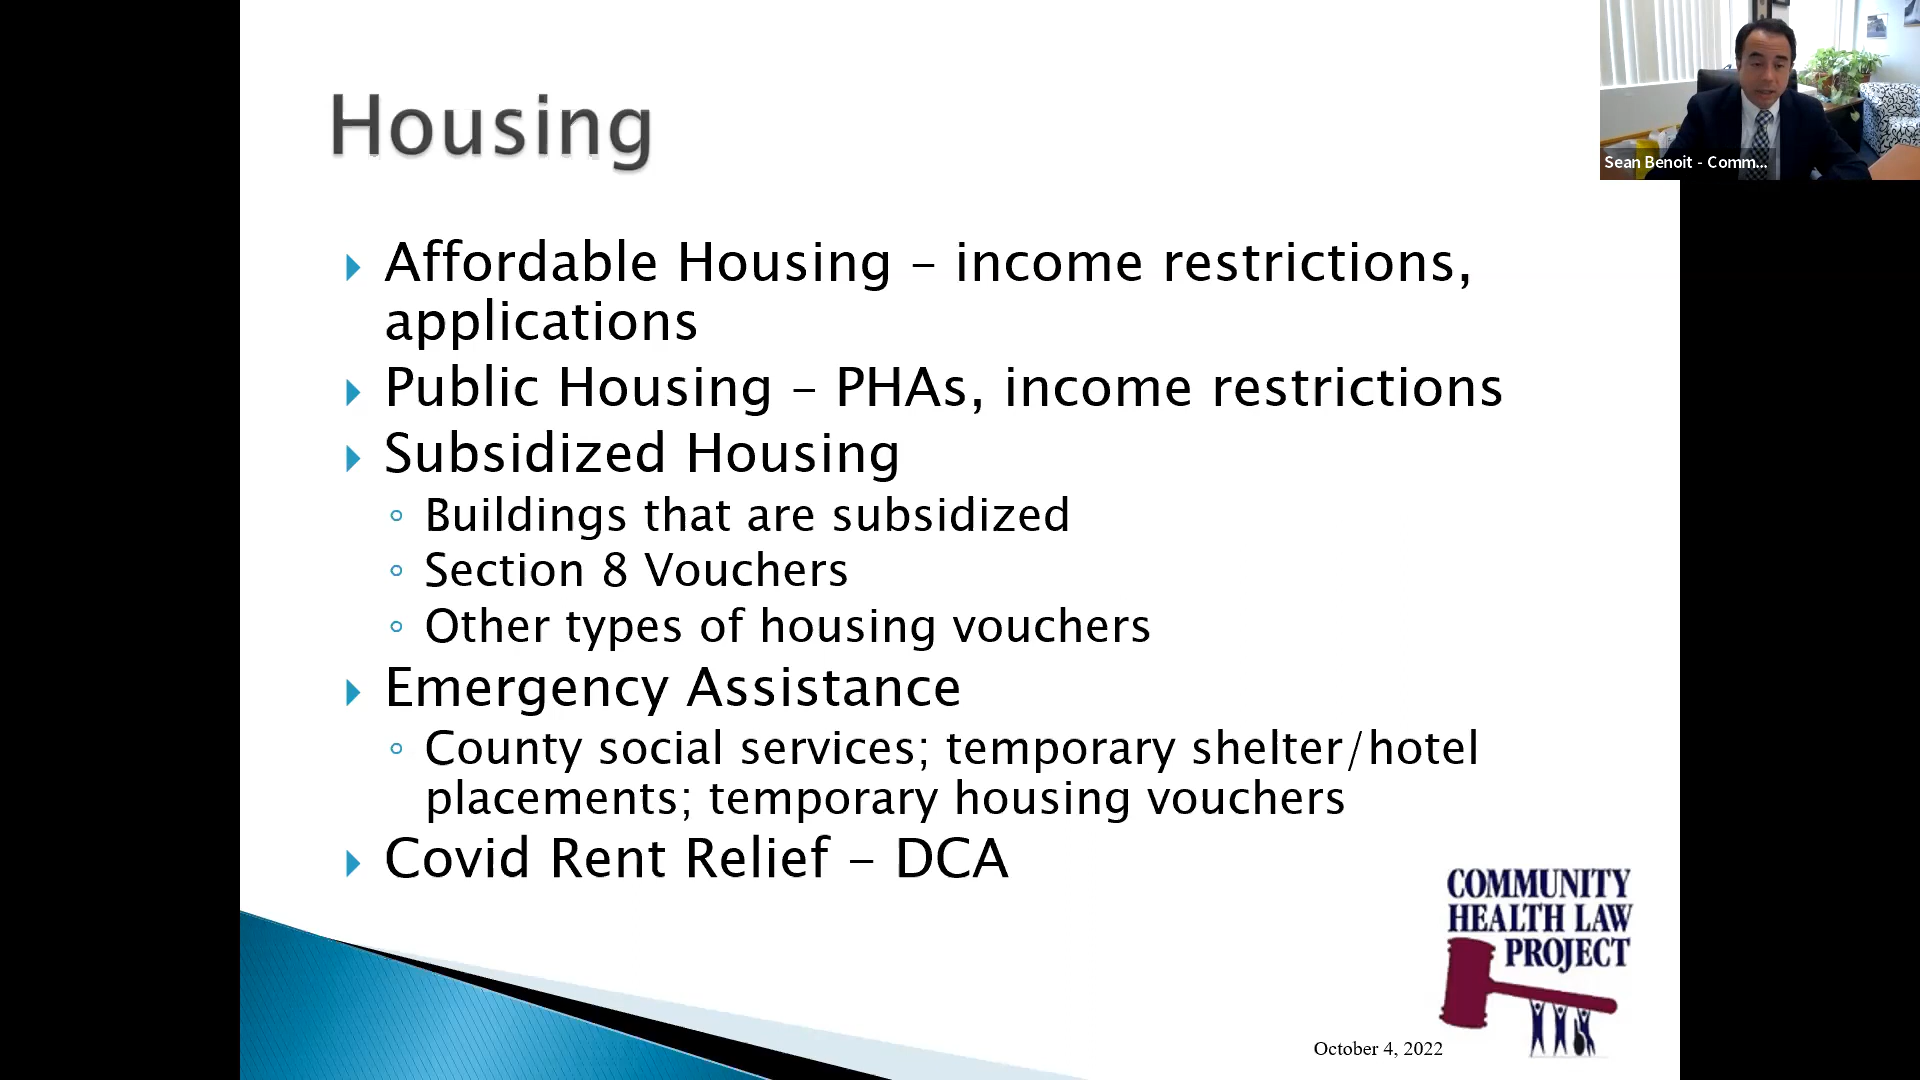 Housing
Sean Benoit - Comm...
Affordable Housing – income restrictions,
applications
Public Housing – PHAs, income restrictions
Subsidized Housing
Buildings that are subsidized
Section 8 Vouchers
Other types of housing vouchers
Emergency Assistance
County social services; temporary shelter/hotel
placements; temporary housing vouchers
Covid Rent Relief – DCA
COMMUNITY
HEALTH LAW
PROJECT
October 4, 2022